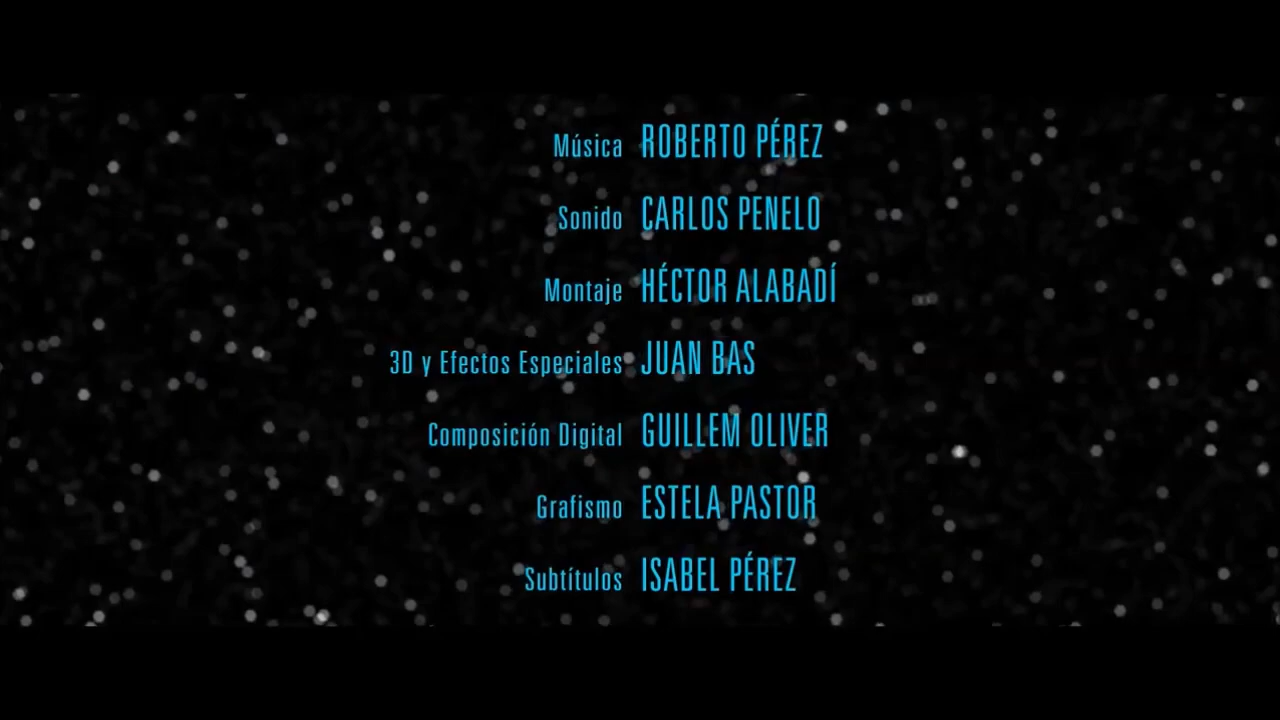 Música ROBERTO PÉREZ
Sonido CARLOS PENELO
Montaje HÉCTOR ALABADÍ
3D y Efectos Especiales JUAN BAS
Composición Digital GUILLEM OLIVER
Grafismo ESTELA PASTOR
Subtítulos ISABEL PÉREZ